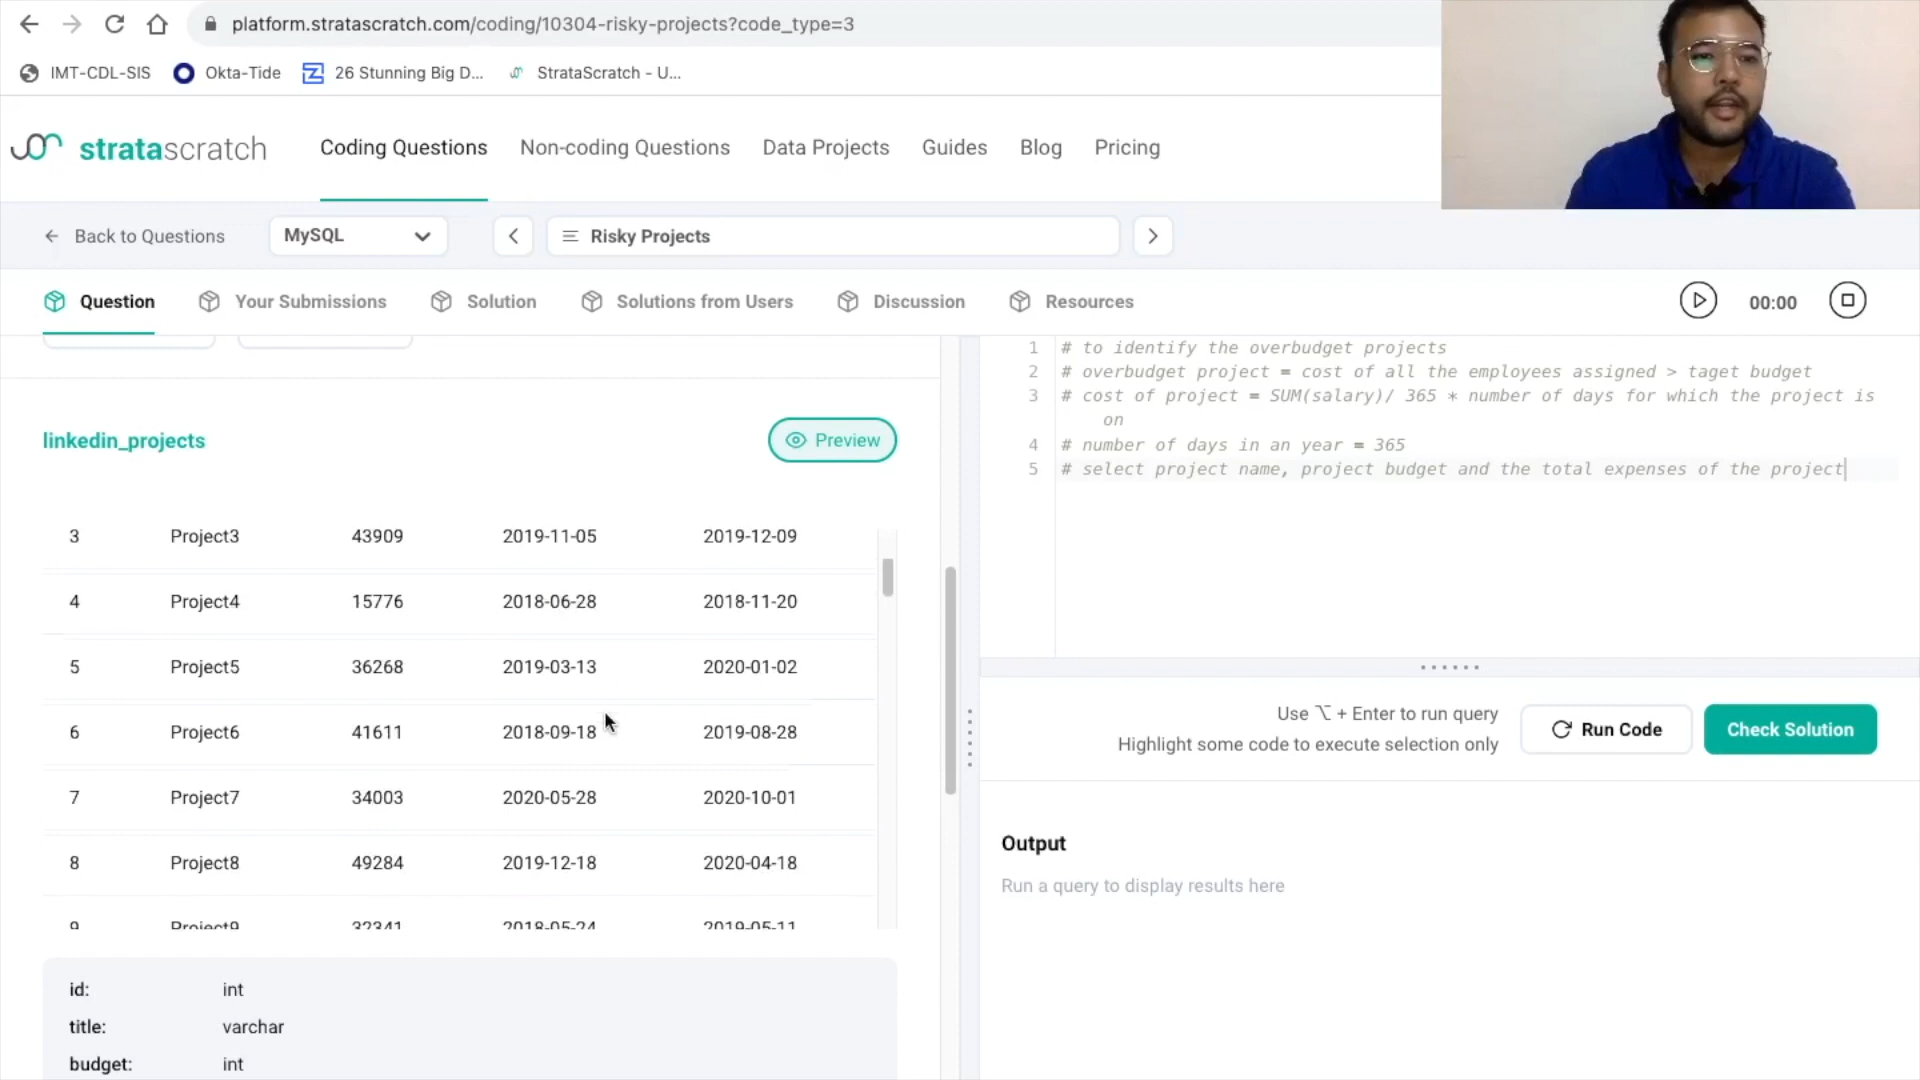 platform.stratascratch.com/coding/10304-risky-projects?code_type=3
IMT-CDL-SIS Okta-Tide 26 Stunning Big D... StrataScratch - U...
stratascratch Coding Questions Non-coding Questions Data Projects Guides Blog Pricing
Back to Questions MySQL Risky Projects
Question Your Submissions Solution Solutions from Users Discussion Resources 00:00
linkedin_projects Preview
3 Project3 43909 2019-11-05 2019-12-09
4 Project4 15776 2018-06-28 2018-11-20
5 Project5 36268 2019-03-13 2020-01-02
6 Project6 41611 2018-09-18 2019-08-28
7 Project7 34003 2020-05-28 2020-10-01
8 Project8 49284 2019-12-18 2020-04-18
9 Project9 32341 2018-05-24 2019-05-11
id: int
title: varchar
budget: int
1 # to identify the overbudget projects
2 # overbudget project = cost of all the employees assigned > taget budget
3 # cost of project = SUM(salary)/ 365 * number of days for which the project is
on
4 # number of days in an year = 365
5 # select project name, project budget and the total expenses of the project
Use ⌥ + Enter to run query
Highlight some code to execute selection only
Run Code Check Solution
Output
Run a query to display results here